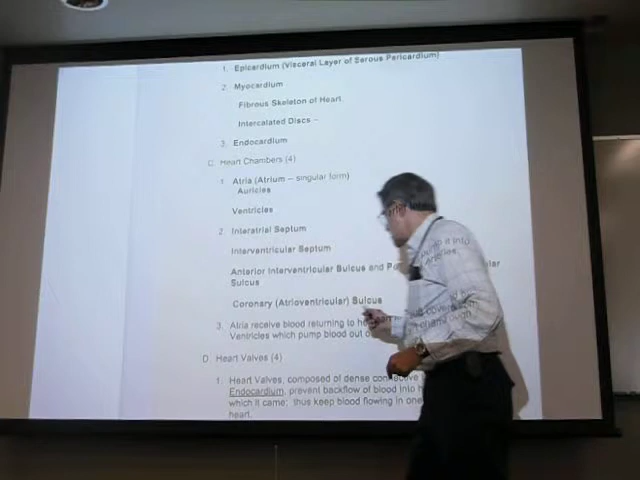 1. Epicardium (Visceral Layer of Serous Pericardium)
2. Myocardium
Fibrous Skeleton of Heart
Intercalated Discs –
3. Endocardium
C. Heart Chambers (4)
1. Atria (Atrium – singular form)
Auricles
Ventricles
2. Interatrial Septum
Interventricular Septum
Anterior Interventricular Sulcus and
Sulcus
Coronary (Atrioventricular) Sulcus
3. Atria receive blood returning to
Ventricles which pump blood out
pump it into
Arteries.
D. Heart Valves (4)
1. Heart Valves, composed of dense
Endocardium, prevent backflow of blood into
which it came; thus keep blood flowing in one
heart.